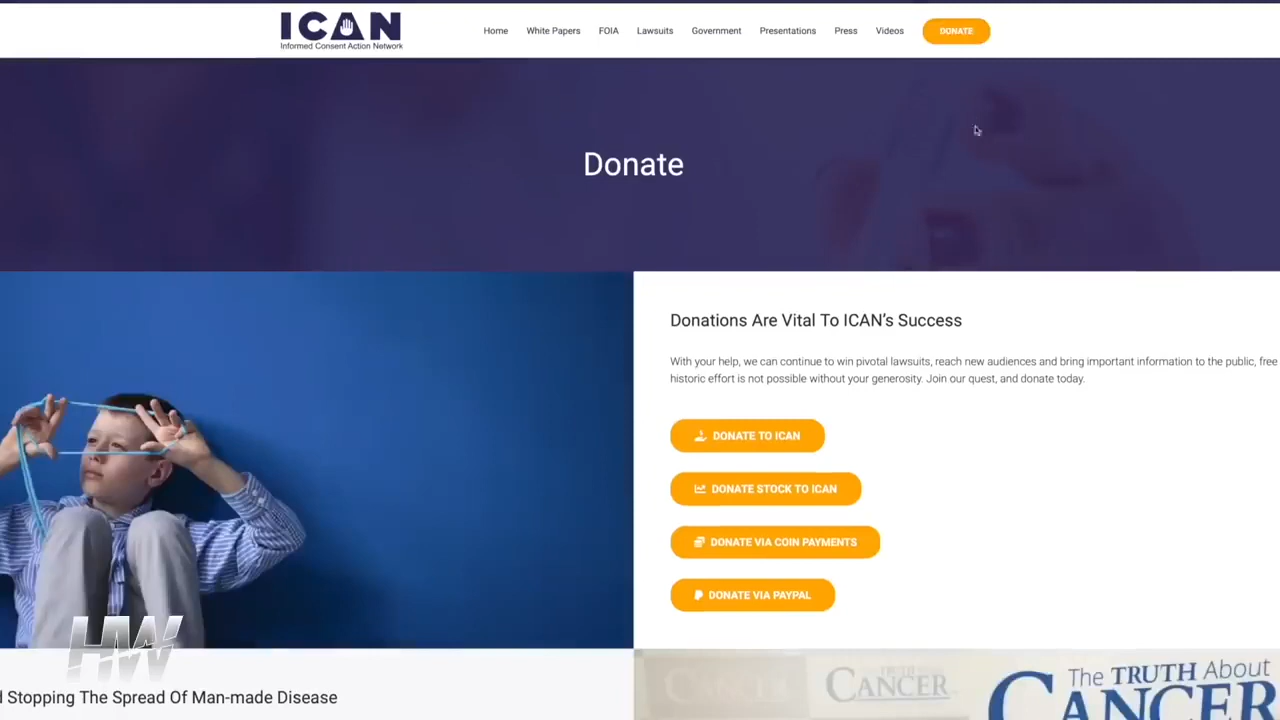 ICAN
Informed Consent Action Network
Home
White Papers
FOIA
Lawsuits
Government
Presentations
Press
Videos
DONATE
Donate
Donations Are Vital To ICAN’s Success
With your help, we can continue to win pivotal lawsuits, reach new audiences and bring important information to the public, free
historic effort is not possible without your generosity. Join our quest, and donate today.
DONATE TO ICAN
DONATE STOCK TO ICAN
DONATE VIA COIN PAYMENTS
DONATE VIA PAYPAL
HW
Stopping The Spread Of Man-made Disease
TRUTH
CANCER
The TRUTH About
CANCER